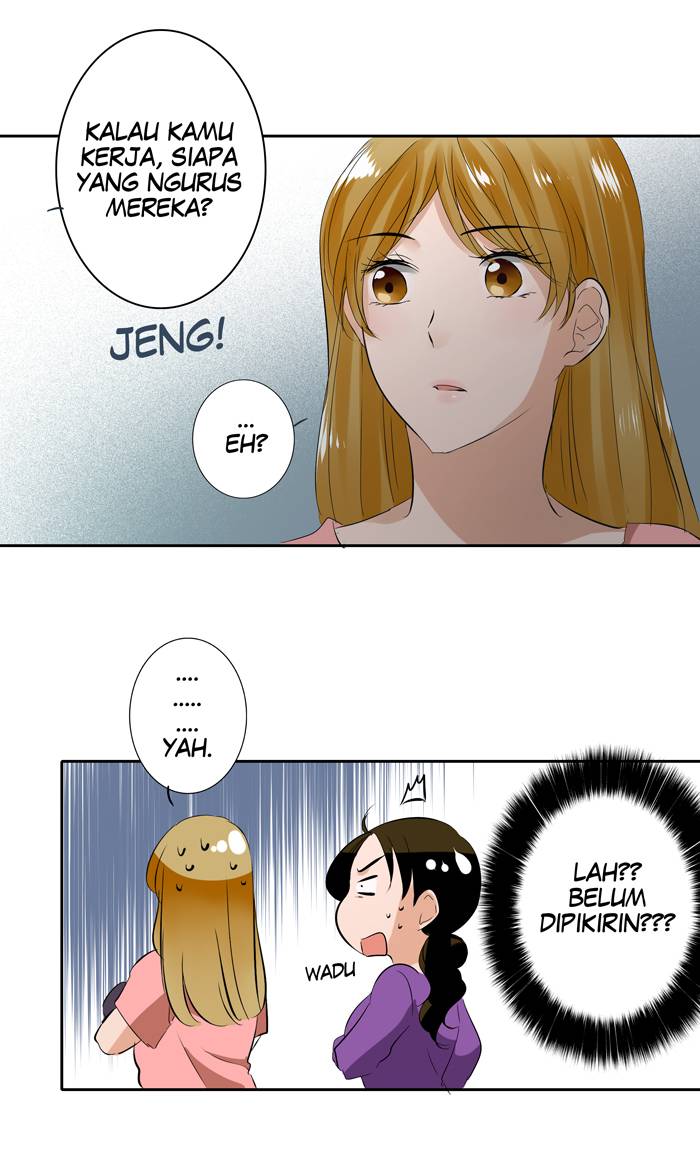 KALAU KAMU
KERJA, SIAPA
YANG NGURUS
MEREKA?
JENG!
...
EH?
....
.....
....
YAH.
LAH??
BELUM
DIPIKIRIN???
WADU